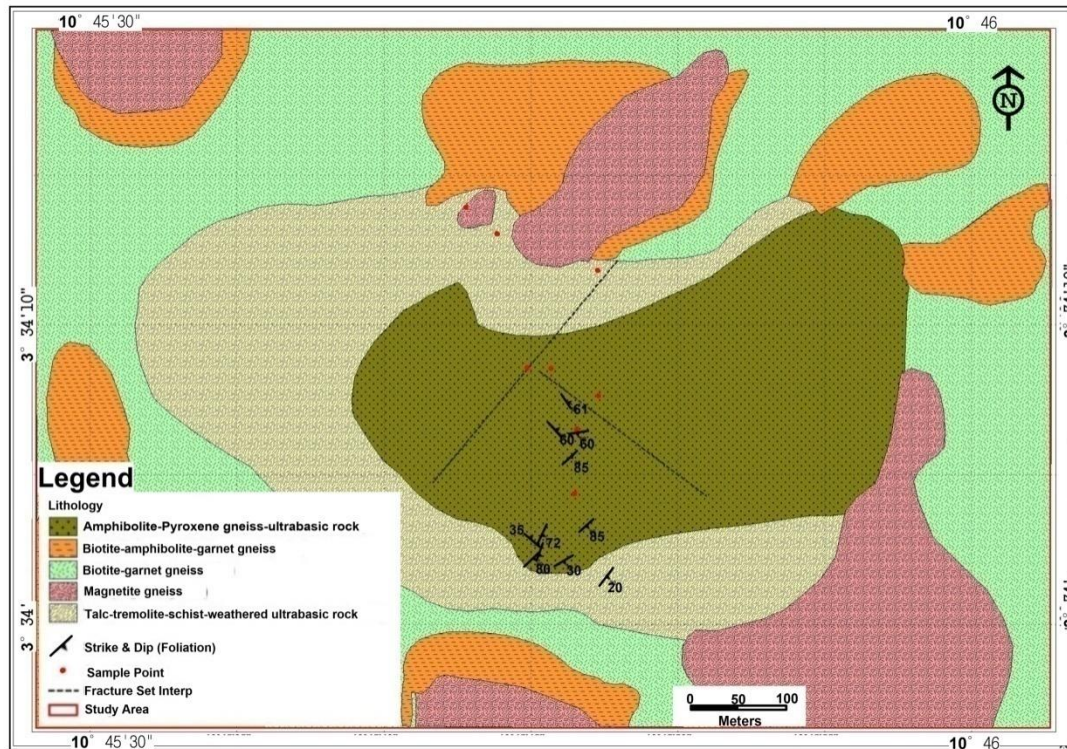 10° 45'30"
10° 46
N
3° 34'10"
61
60
60
85
35
72
85
80
30
20
Legend
Lithology
Amphibolite-Pyroxene gneiss-ultrabasic rock
Biotite-amphibolite-garnet gneiss
Biotite-garnet gneiss
Magnetite gneiss
Talc-tremolite-schist-weathered ultrabasic rock
Strike & Dip (Foliation)
Sample Point
Fracture Set Interp
Study Area
3° 34'
0 50 100
Meters
10° 45'30"
10° 46